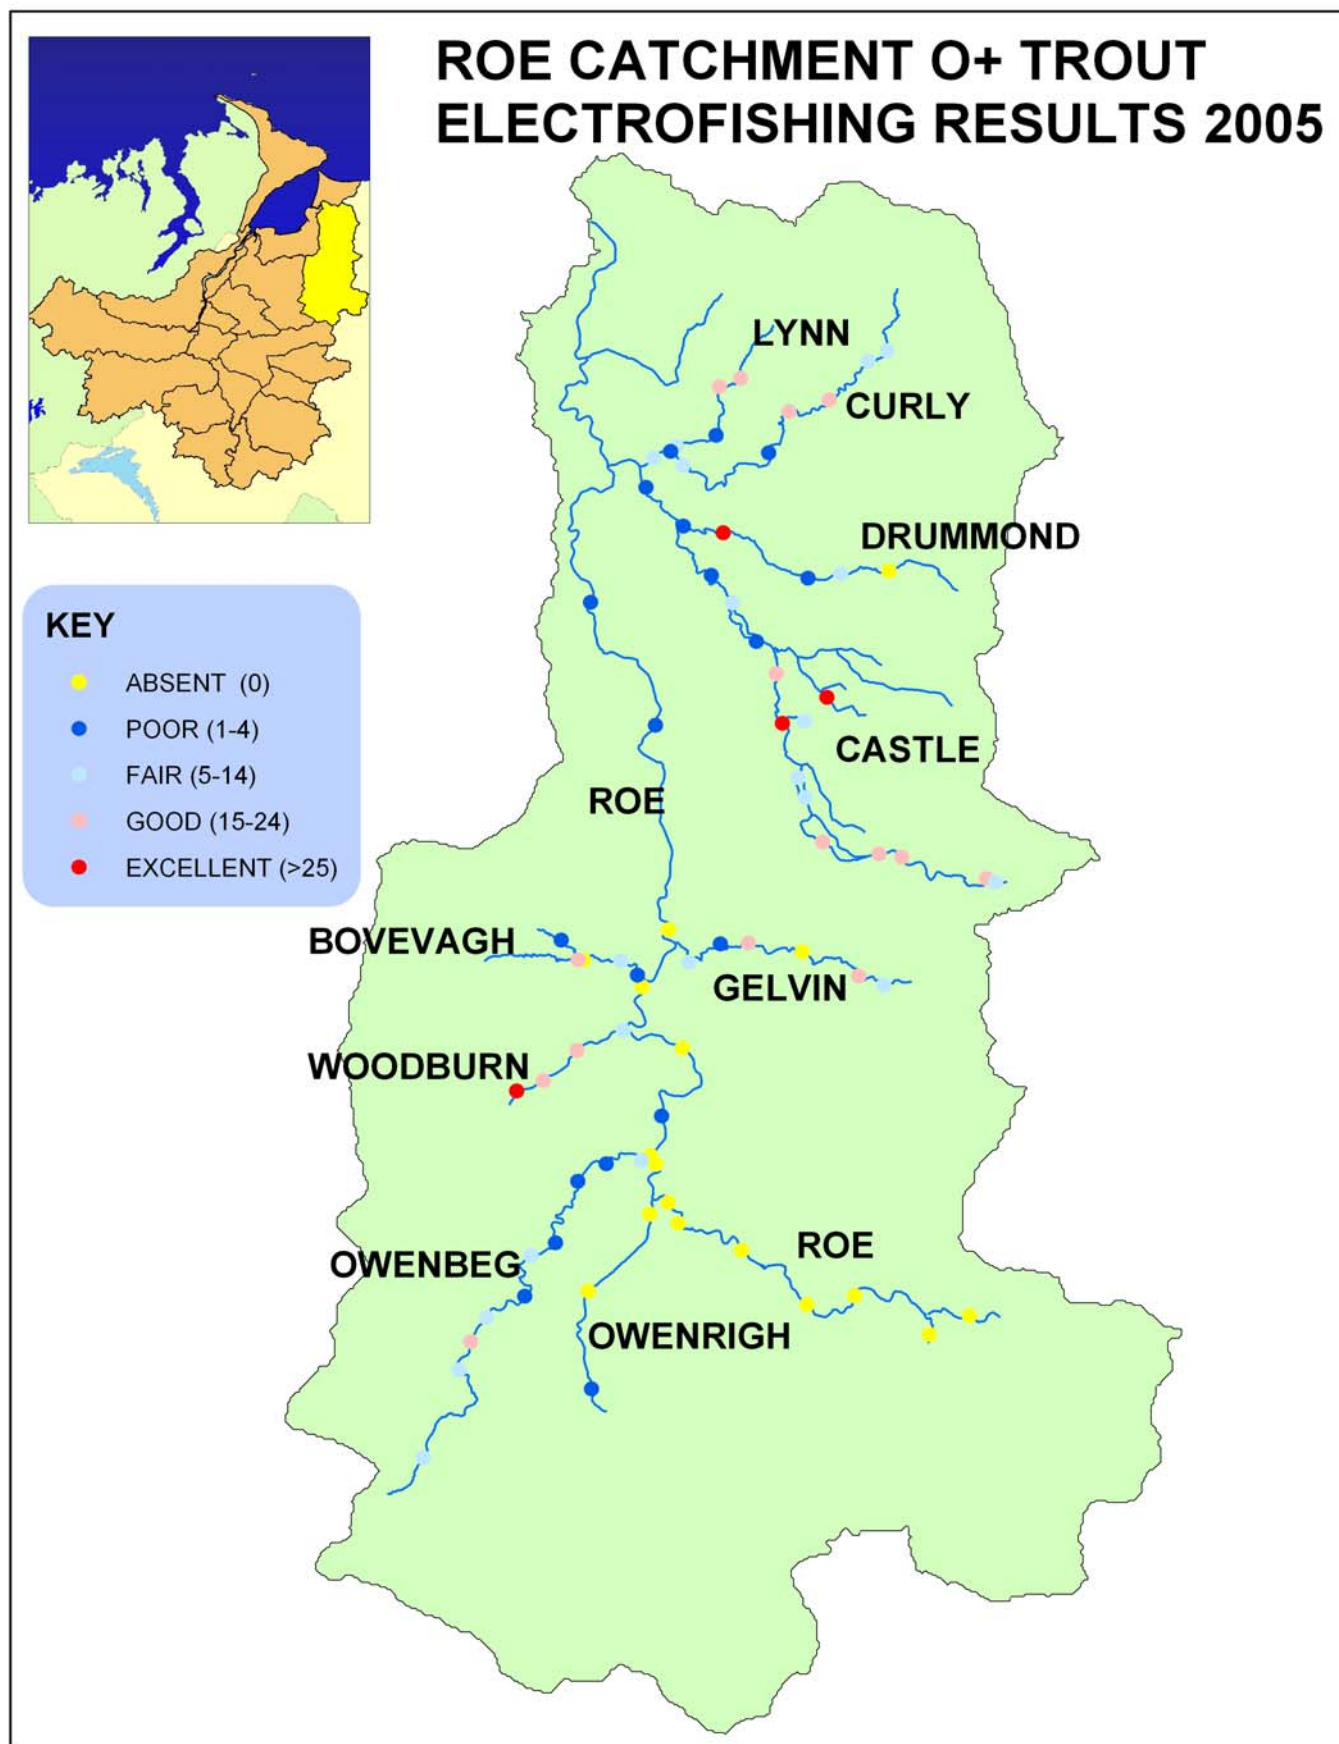 ROE CATCHMENT O+ TROUT
ELECTROFISHING RESULTS 2005
LYNN
CURLY
DRUMMOND
KEY
ABSENT (0)
POOR (1-4)
FAIR (5-14)
GOOD (15-24)
EXCELLENT (>25)
CASTLE
ROE
BOVEVAGH
GELVIN
WOODBURN
ROE
OWENBEG
OWENRIGH